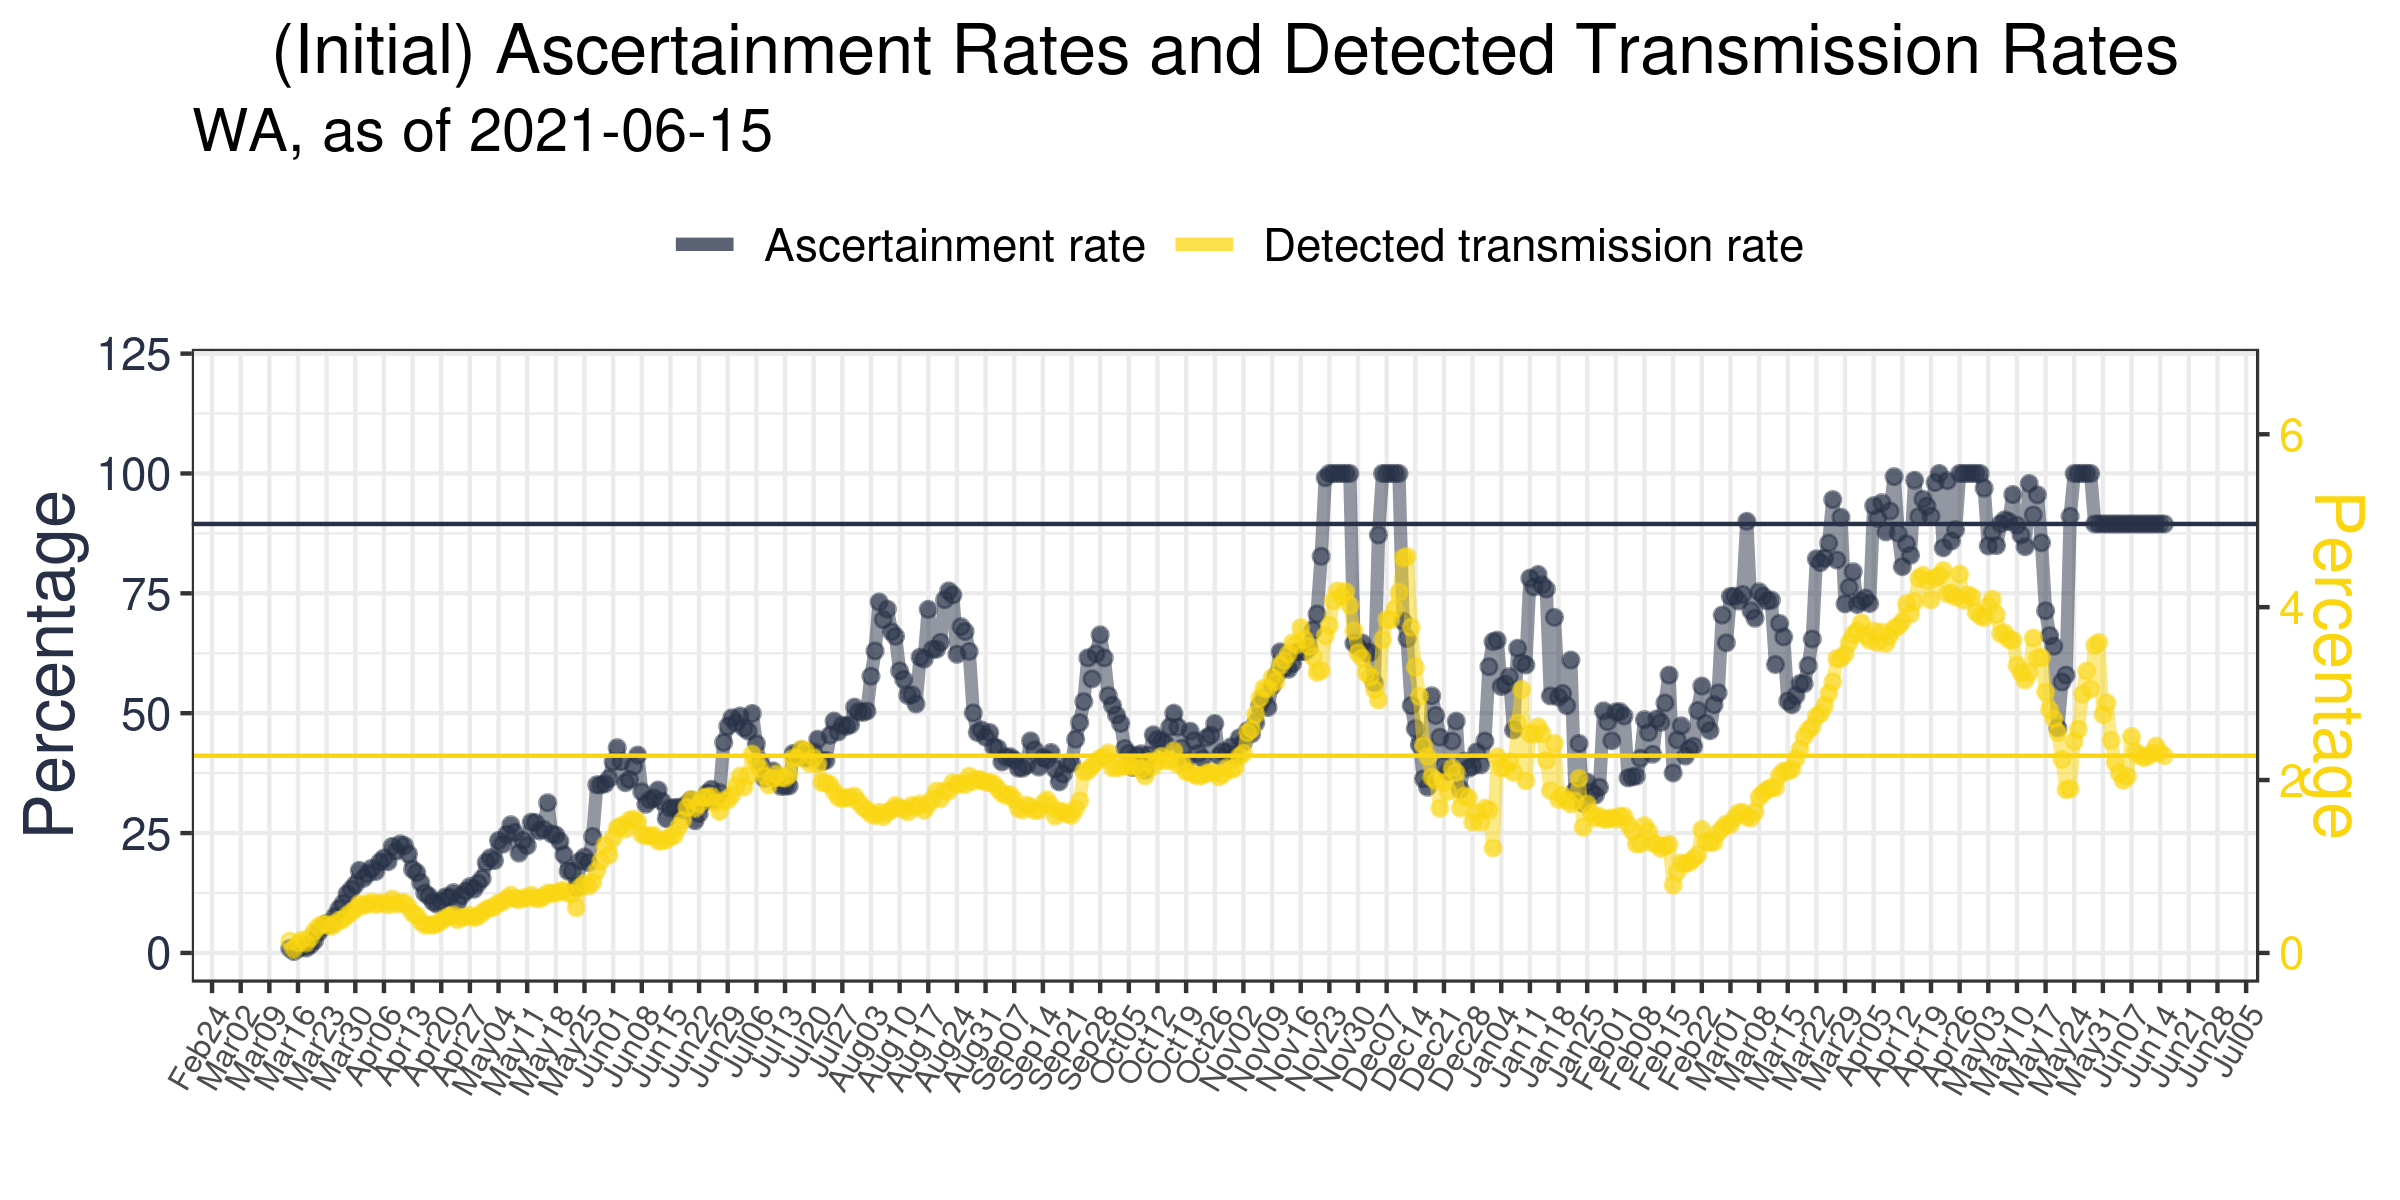 (Initial) Ascertainment Rates and Detected Transmission Rates
WA, as of 2021-06-15
Ascertainment rate
Detected transmission rate
Percentage
125
100
75
50
25
0
6
4
2
0
Percentage
Feb24
Mar02
Mar09
Mar16
Mar23
Mar30
Apr06
Apr13
Apr20
Apr27
May04
May11
May18
May25
Jun01
Jun08
Jun15
Jun22
Jun29
Jul06
Jul13
Jul20
Jul27
Aug03
Aug10
Aug17
Aug24
Aug31
Sep07
Sep14
Sep21
Sep28
Oct05
Oct12
Oct19
Oct26
Nov02
Nov09
Nov16
Nov23
Nov30
Dec07
Dec14
Dec21
Dec28
Jan04
Jan11
Jan18
Jan25
Feb01
Feb08
Feb15
Feb22
Mar01
Mar08
Mar15
Mar22
Mar29
Apr05
Apr12
Apr19
Apr26
May03
May10
May17
May24
May31
Jun07
Jun14
Jun21
Jun28
Jul05